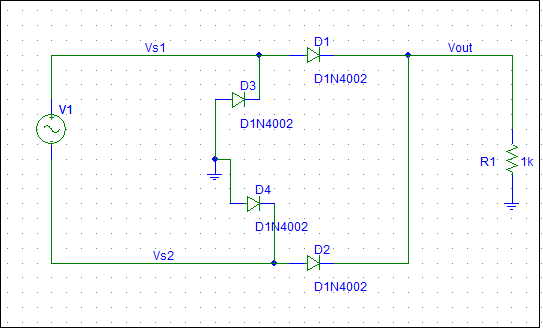 Vs1
D1
Vout
D3
D1N4002
V1
D1N4002
R1 1k
D4
D1N4002
Vs2
D2
D1N4002